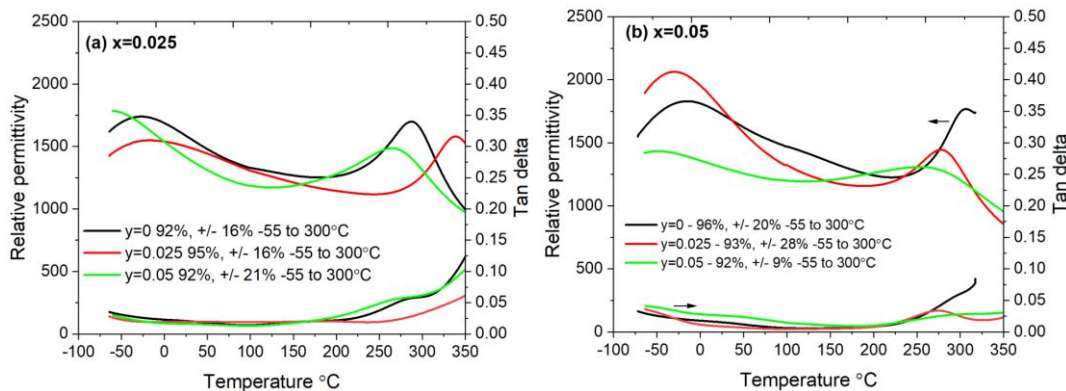 (a) x=0.025
Relative permittivity
2500
2000
1500
1000
500
0
y=0 92%, +/- 16% -55 to 300°C
y=0.025 95%, +/- 16% -55 to 300°C
y=0.05 92%, +/- 21% -55 to 300°C
0.50
0.45
0.40
0.35
0.30
0.25
0.20
0.15
0.10
0.05
0.00
Tan delta
-100 -50 0 50 100 150 200 250 300 350
Temperature °C
(b) x=0.05
Relative permittivity
2500
2000
1500
1000
500
0
y=0 - 96%, +/- 20% -55 to 300°C
y=0.025 - 93%, +/- 28% -55 to 300°C
y=0.05 - 92%, +/- 9% -55 to 300°C
0.50
0.45
0.40
0.35
0.30
0.25
0.20
0.15
0.10
0.05
0.00
Tan delta
-100 -50 0 50 100 150 200 250 300 350
Temperature °C